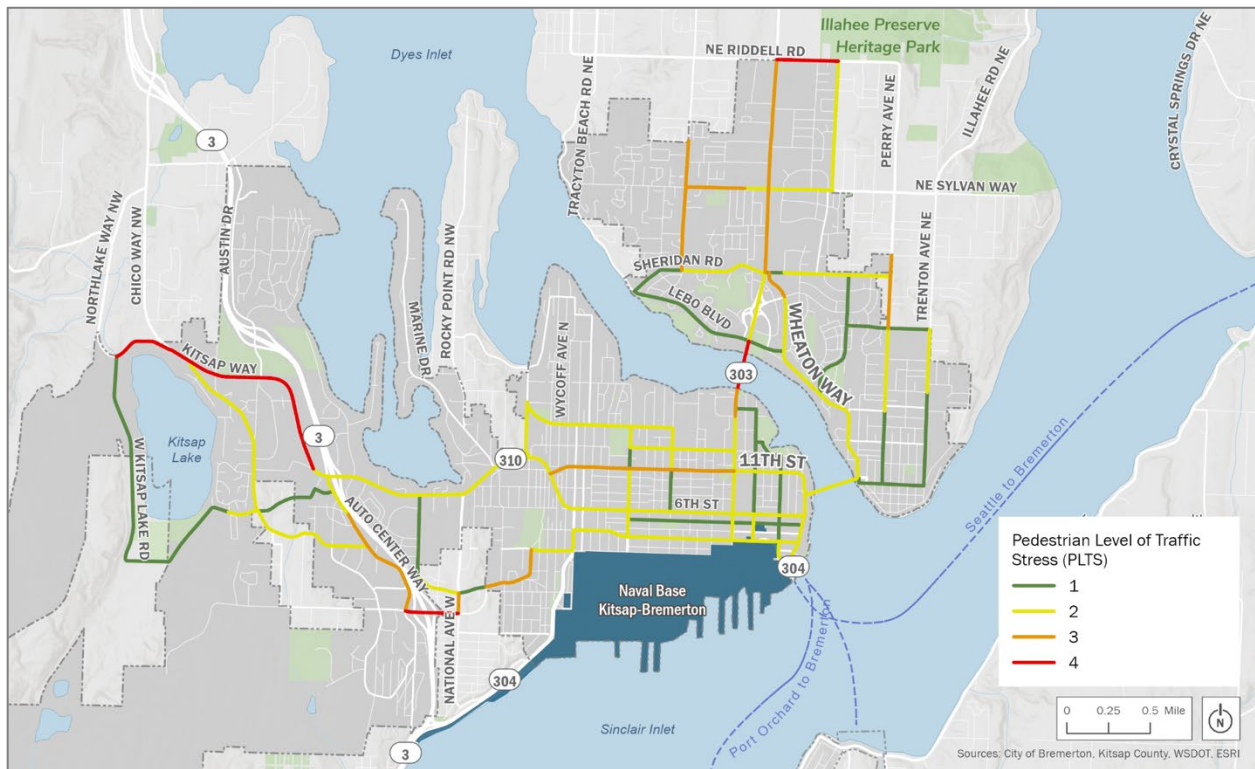 Illahee Preserve
Heritage Park
NE RIDDELL RD
Dyes Inlet
TRACYTON BEACH RD NE
PERRY AVE NE
ILLAHEE RD NE
CRYSTAL SPRINGS DR NE
3
NORTHLAKE WAY NW
CHICO WAY NW
AUSTIN DR
NE SYLVAN WAY
MARINE DR
ROCKY POINT RD NW
SHERIDAN RD
TRENTON AVE NE
LEBO BLVD
WYCOFF AVE N
WHEATON WAY
KITSAP WAY
303
Kitsap
Lake
3
310
11TH ST
W KITSAP LAKE RD
6TH ST
AUTO CENTER WAY
Seattle to Bremerton
Naval Base
Kitsap-Bremerton
304
NATIONAL AVE W
304
Port Orchard to Bremerton
Sinclair Inlet
3
Pedestrian Level of Traffic
Stress (PLTS)
1
2
3
4
0 0.25 0.5 Mile
N
Sources: City of Bremerton, Kitsap County, WSDOT, ESRI